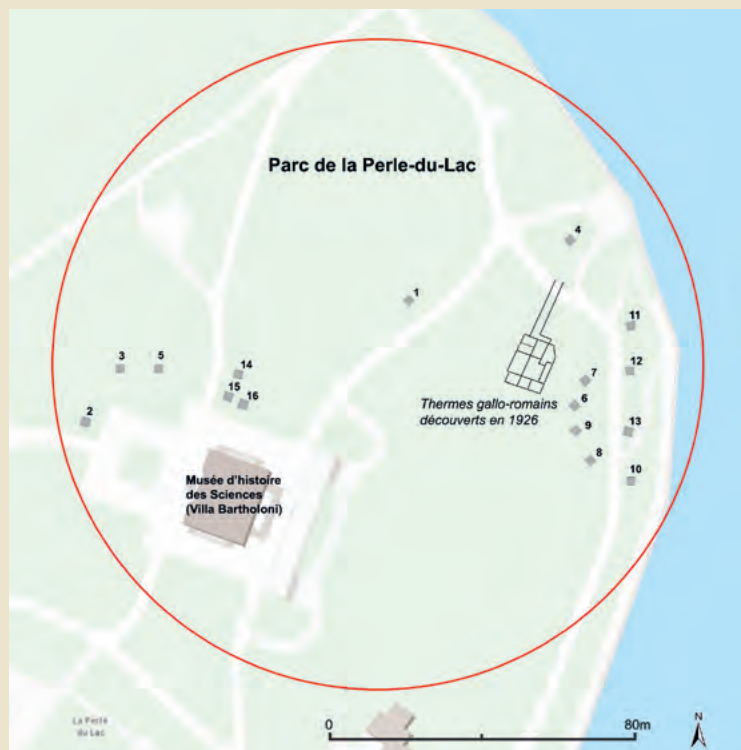 Parc de la Perle-du-Lac
4
1
11
3
5
14
12
7
15
16
6
2
Thermes gallo-romains
découverts en 1926
9
13
8
10
Musée d'histoire
des Sciences
(Villa Bartholoni)
La Perle
du Lac
0
80m
N